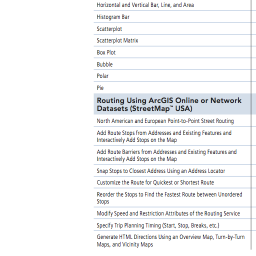 Horizontal and Vertical Bar, Line, and Area
Histogram Bar
Scatterplot
Scatterplot Matrix
Box Plot
Bubble
Polar
Pie
Routing Using ArcGIS Online or Network
Datasets (StreetMap™ USA)
North American and European Point-to-Point Street Routing
Add Route Stops from Addresses and Existing Features and
Interactively Add Stops on the Map
Add Route Barriers from Addresses and Existing Features and
Interactively Add Stops on the Map
Snap Stops to Closest Address Using an Address Locator
Customize the Route for Quickest or Shortest Route
Reorder the Stops to Find the Fastest Route between Unordered
Stops
Modify Speed and Restriction Attributes of the Routing Service
Specify Trip Planning Timing (Start, Stop, Breaks, etc.)
Generate HTML Directions Using an Overview Map, Turn-by-Turn
Maps, and Vicinity Maps